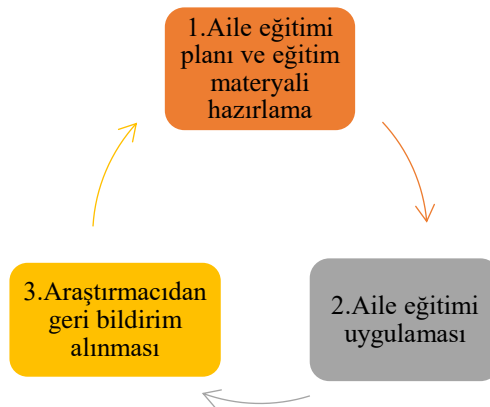 1.Aile eğitimi
planı ve eğitim
materyali
hazırlama
2.Aile eğitimi
uygulaması
3.Araştırmacıdan
geri bildirim
alınması